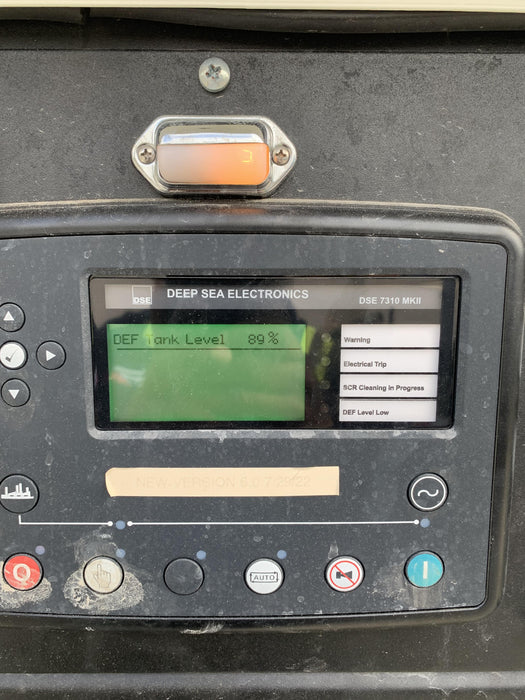 DSE
DEEP SEA ELECTRONICS
DSE 7310 MKII
DEF Tank Level 89%
Warning
Electrical Trip
SCR Cleaning in Progress
DEF Level Low
NEW VERSION 6.0 7/29/22
O
AUTO
I